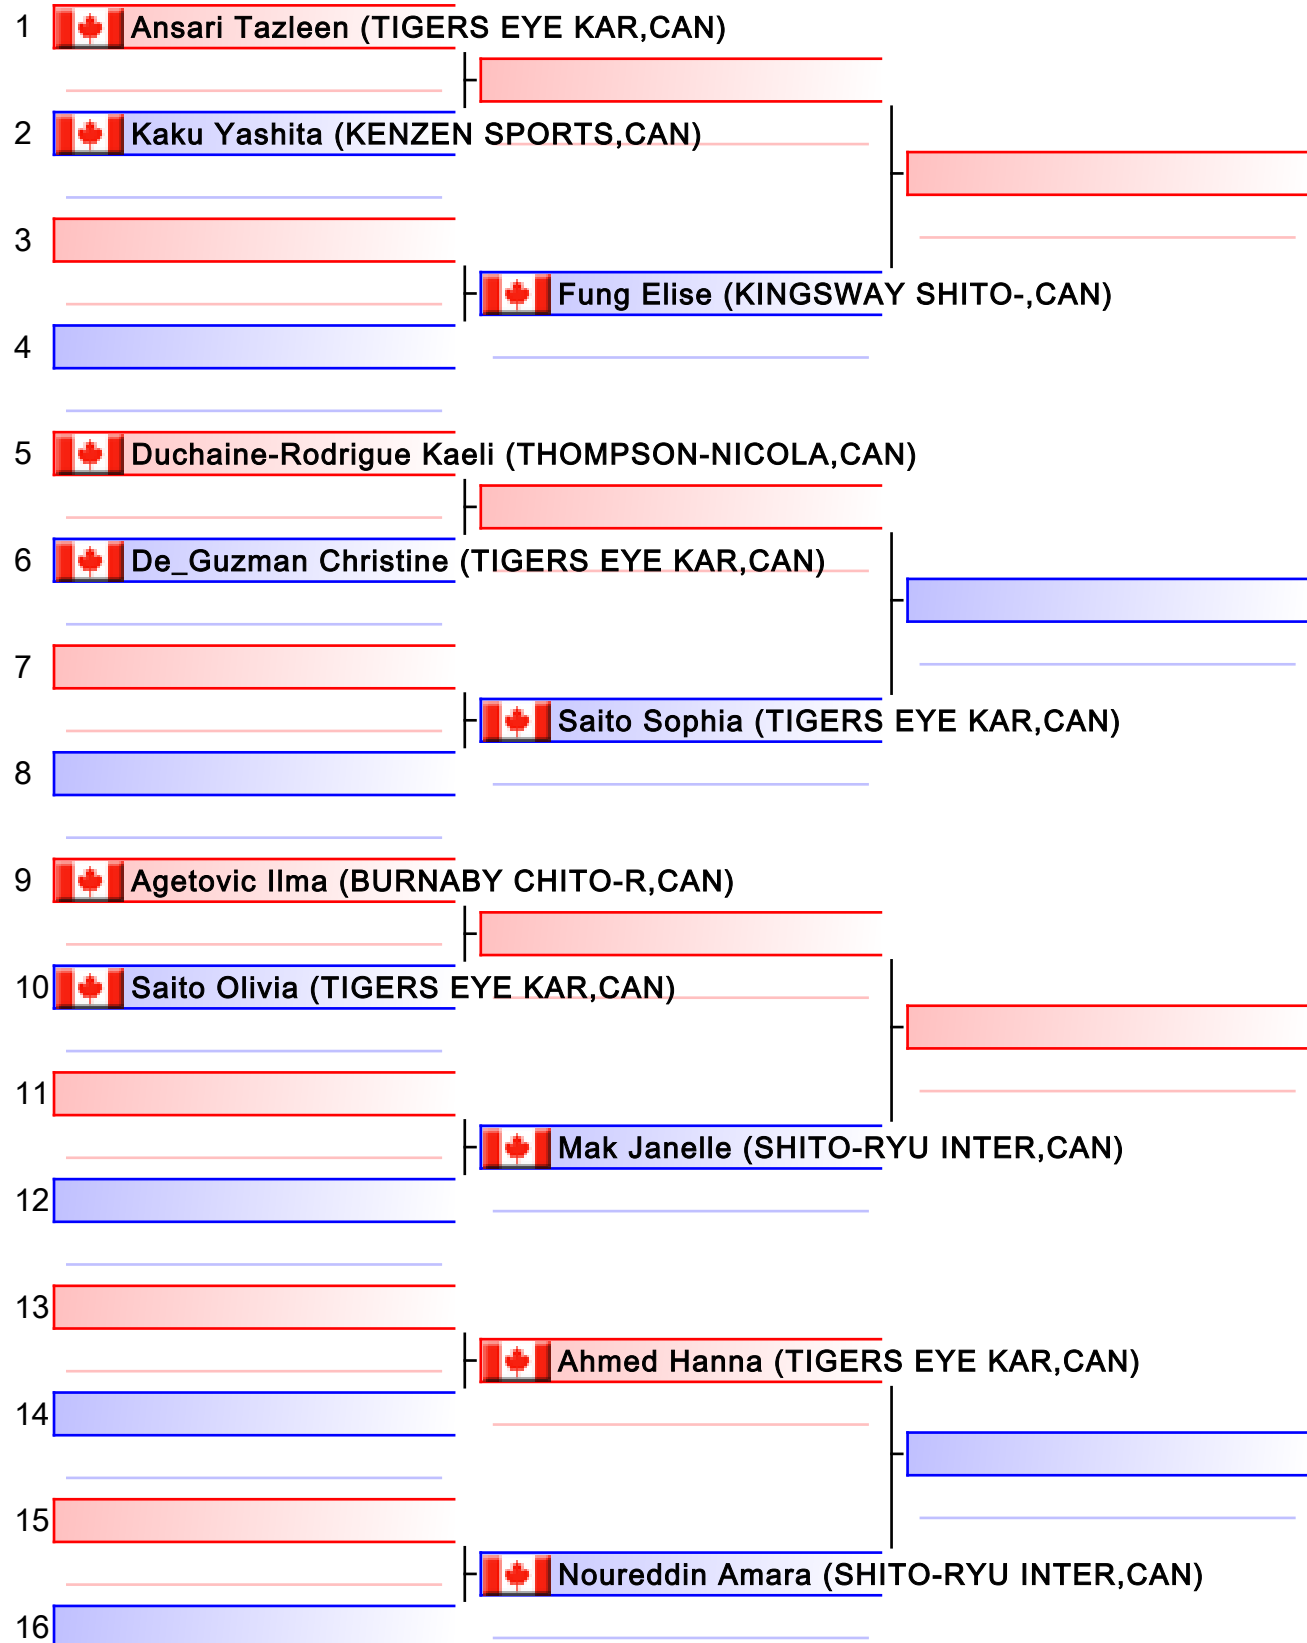 1 Ansari Tazleen (TIGERS EYE KAR,CAN)
2 Kaku Yashita (KENZEN SPORTS,CAN)
3
Fung Elise (KINGSWAY SHITO-,CAN)
4
5 Duchaine-Rodrigue Kaeli (THOMPSON-NICOLA,CAN)
6 De_Guzman Christine (TIGERS EYE KAR,CAN)
7
Saito Sophia (TIGERS EYE KAR,CAN)
8
9 Agetovic Ilma (BURNABY CHITO-R,CAN)
10 Saito Olivia (TIGERS EYE KAR,CAN)
11
Mak Janelle (SHITO-RYU INTER,CAN)
12
13
Ahmed Hanna (TIGERS EYE KAR,CAN)
14
15
Noureddin Amara (SHITO-RYU INTER,CAN)
16